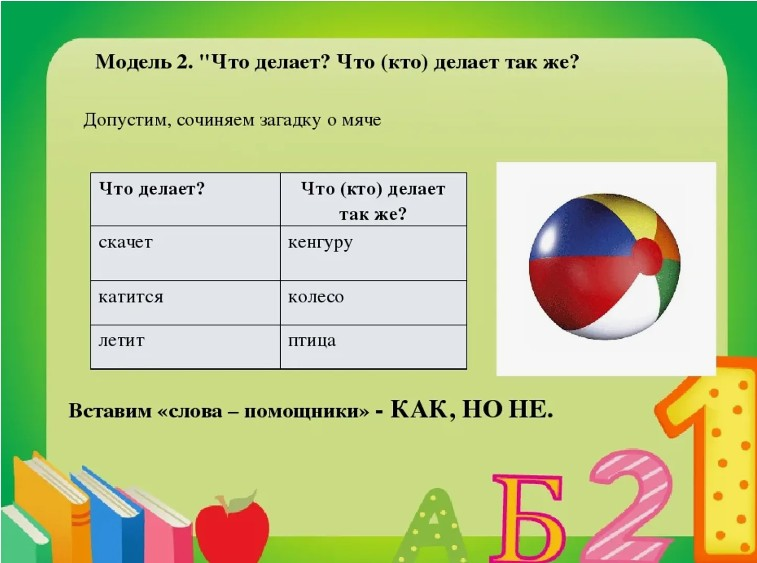 Модель 2. "Что делает? Что (кто) делает так же?
Допустим, сочиняем загадку о мяче
Что делает? Что (кто) делает
так же?
скачет кенгуру
катится колесо
летит птица
Вставим «слова – помощники» - КАК, НО НЕ.
А Б 2 1